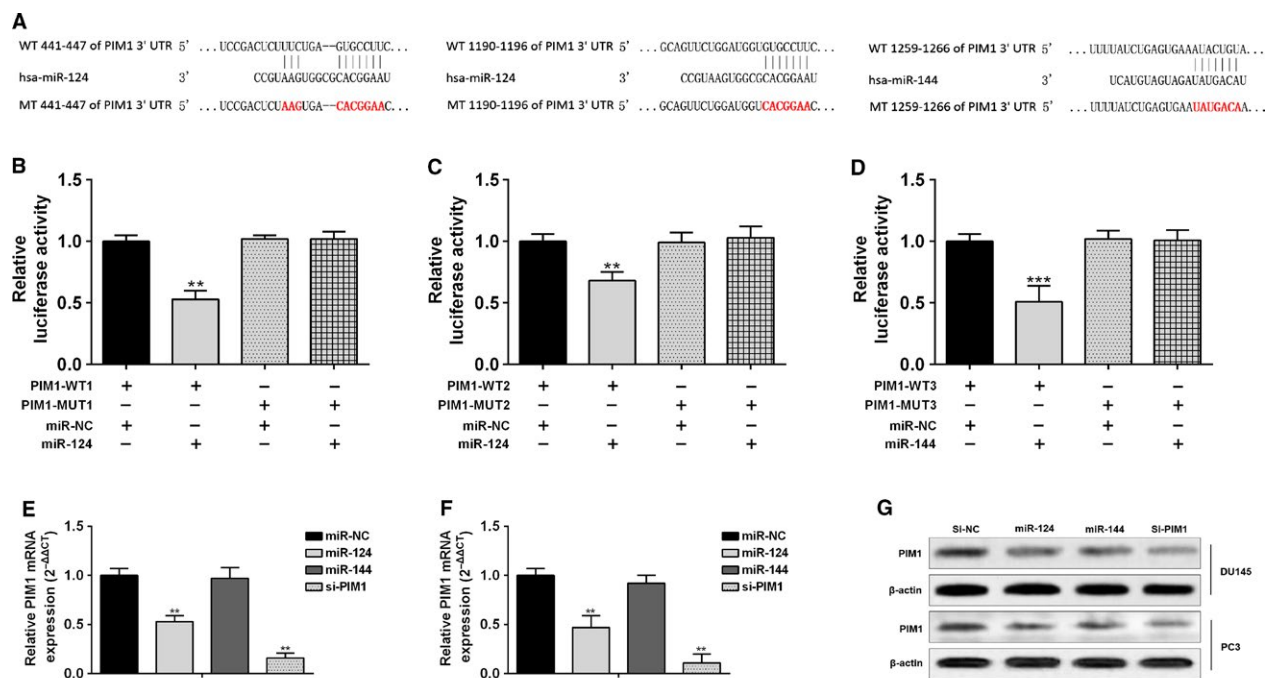 A
WT 441-447 of PIM1 3' UTR 5' ...UCCGACUCUUUCUGA--GUGCCUUC...
hsa-miR-124 3' CCGUAAGUGGCGCACGGAAU
MT 441-447 of PIM1 3' UTR 5' ...UCCGACUCUAAGUGA--CACGGAAC...
WT 1190-1196 of PIM1 3' UTR 5' ...GCAGUUCUGGAUGGUGUGCCUUC...
hsa-miR-124 3' CCGUAAGUGGCGCACGGAAU
MT 1190-1196 of PIM1 3' UTR 5' ...GCAGUUCUGGAUGGUCACGGAAC...
WT 1259-1266 of PIM1 3' UTR 5' ...UUUUAUCUGAGUGAAAUACUGUA...
hsa-miR-144 3' UCAUGUAGUAGAUAUGACAU
MT 1259-1266 of PIM1 3' UTR 5' ...UUUUAUCUGAGUGAAUAUGACAA...
B
Relative
luciferase activity
1.5
1.0
0.5
0.0
**
PIM1-WT1 + + – –
PIM1-MUT1 – – + +
miR-NC + – + –
miR-124 – + – +
C
Relative
luciferase activity
1.5
1.0
0.5
0.0
**
PIM1-WT2 + + – –
PIM1-MUT2 – – + +
miR-NC + – + –
miR-124 – + – +
D
Relative
luciferase activity
1.5
1.0
0.5
0.0
***
PIM1-WT3 + + – –
PIM1-MUT3 – – + +
miR-NC + – + –
miR-144 – + – +
E
Relative PIM1 mRNA
expression (2⁻ΔΔCT)
1.5
1.0
0.5
0.0
**
**
miR-NC
miR-124
miR-144
si-PIM1
F
Relative PIM1 mRNA
expression (2⁻ΔΔCT)
1.5
1.0
0.5
0.0
**
**
miR-NC
miR-124
miR-144
si-PIM1
G
Si-NC miR-124 miR-144 Si-PIM1
PIM1
β-actin
DU145
PIM1
β-actin
PC3